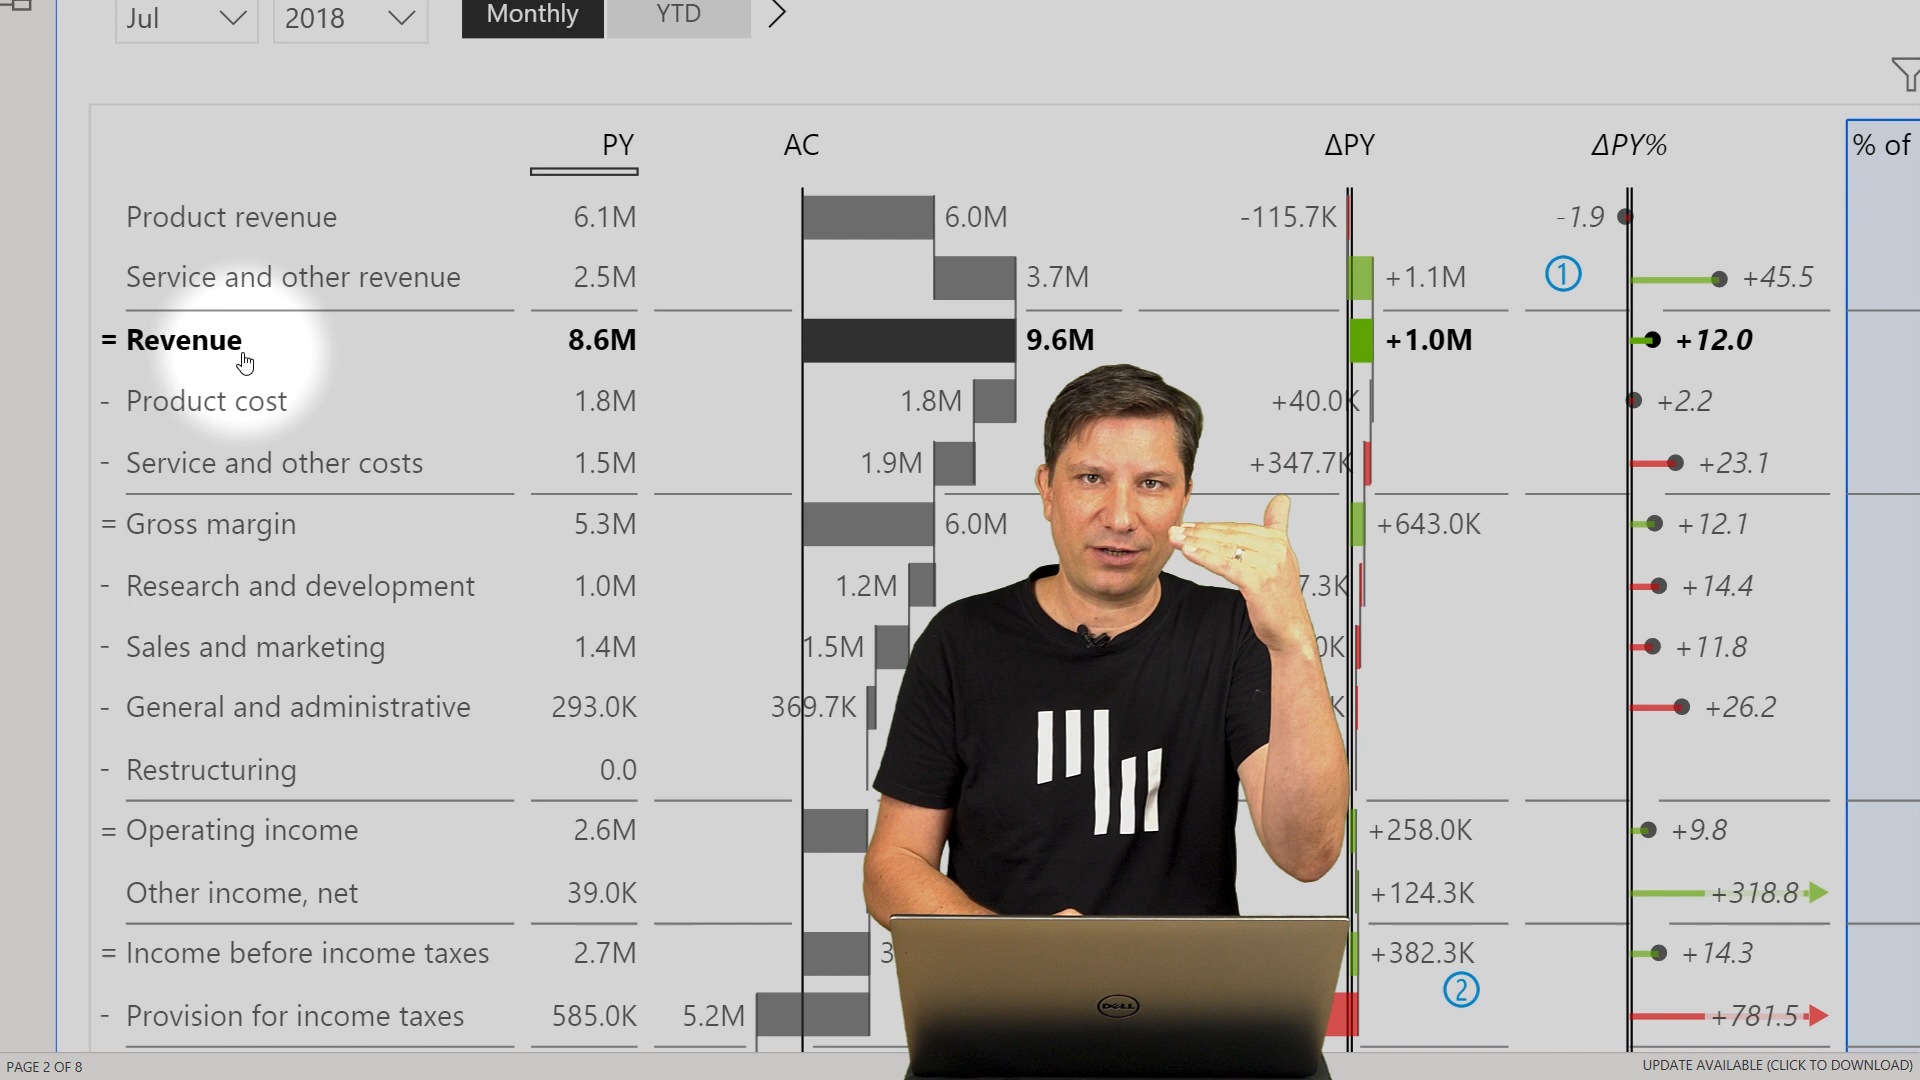 Jul 2018 Monthly YTD
PY AC ΔPY ΔPY% % of
Product revenue 6.1M 6.0M -115.7K -1.9
Service and other revenue 2.5M 3.7M +1.1M 1 +45.5
= Revenue 8.6M 9.6M +1.0M +12.0
- Product cost 1.8M 1.8M +40.0K +2.2
- Service and other costs 1.5M 1.9M +347.7K +23.1
= Gross margin 5.3M 6.0M +643.0K +12.1
- Research and development 1.0M 1.2M 7.3K +14.4
- Sales and marketing 1.4M 1.5M 0K +11.8
- General and administrative 293.0K 369.7K K +26.2
- Restructuring 0.0
= Operating income 2.6M +258.0K +9.8
Other income, net 39.0K +124.3K +318.8
= Income before income taxes 2.7M 3 +382.3K +14.3
2
- Provision for income taxes 585.0K 5.2M +781.5
DELL
PAGE 2 OF 8
UPDATE AVAILABLE (CLICK TO DOWNLOAD)